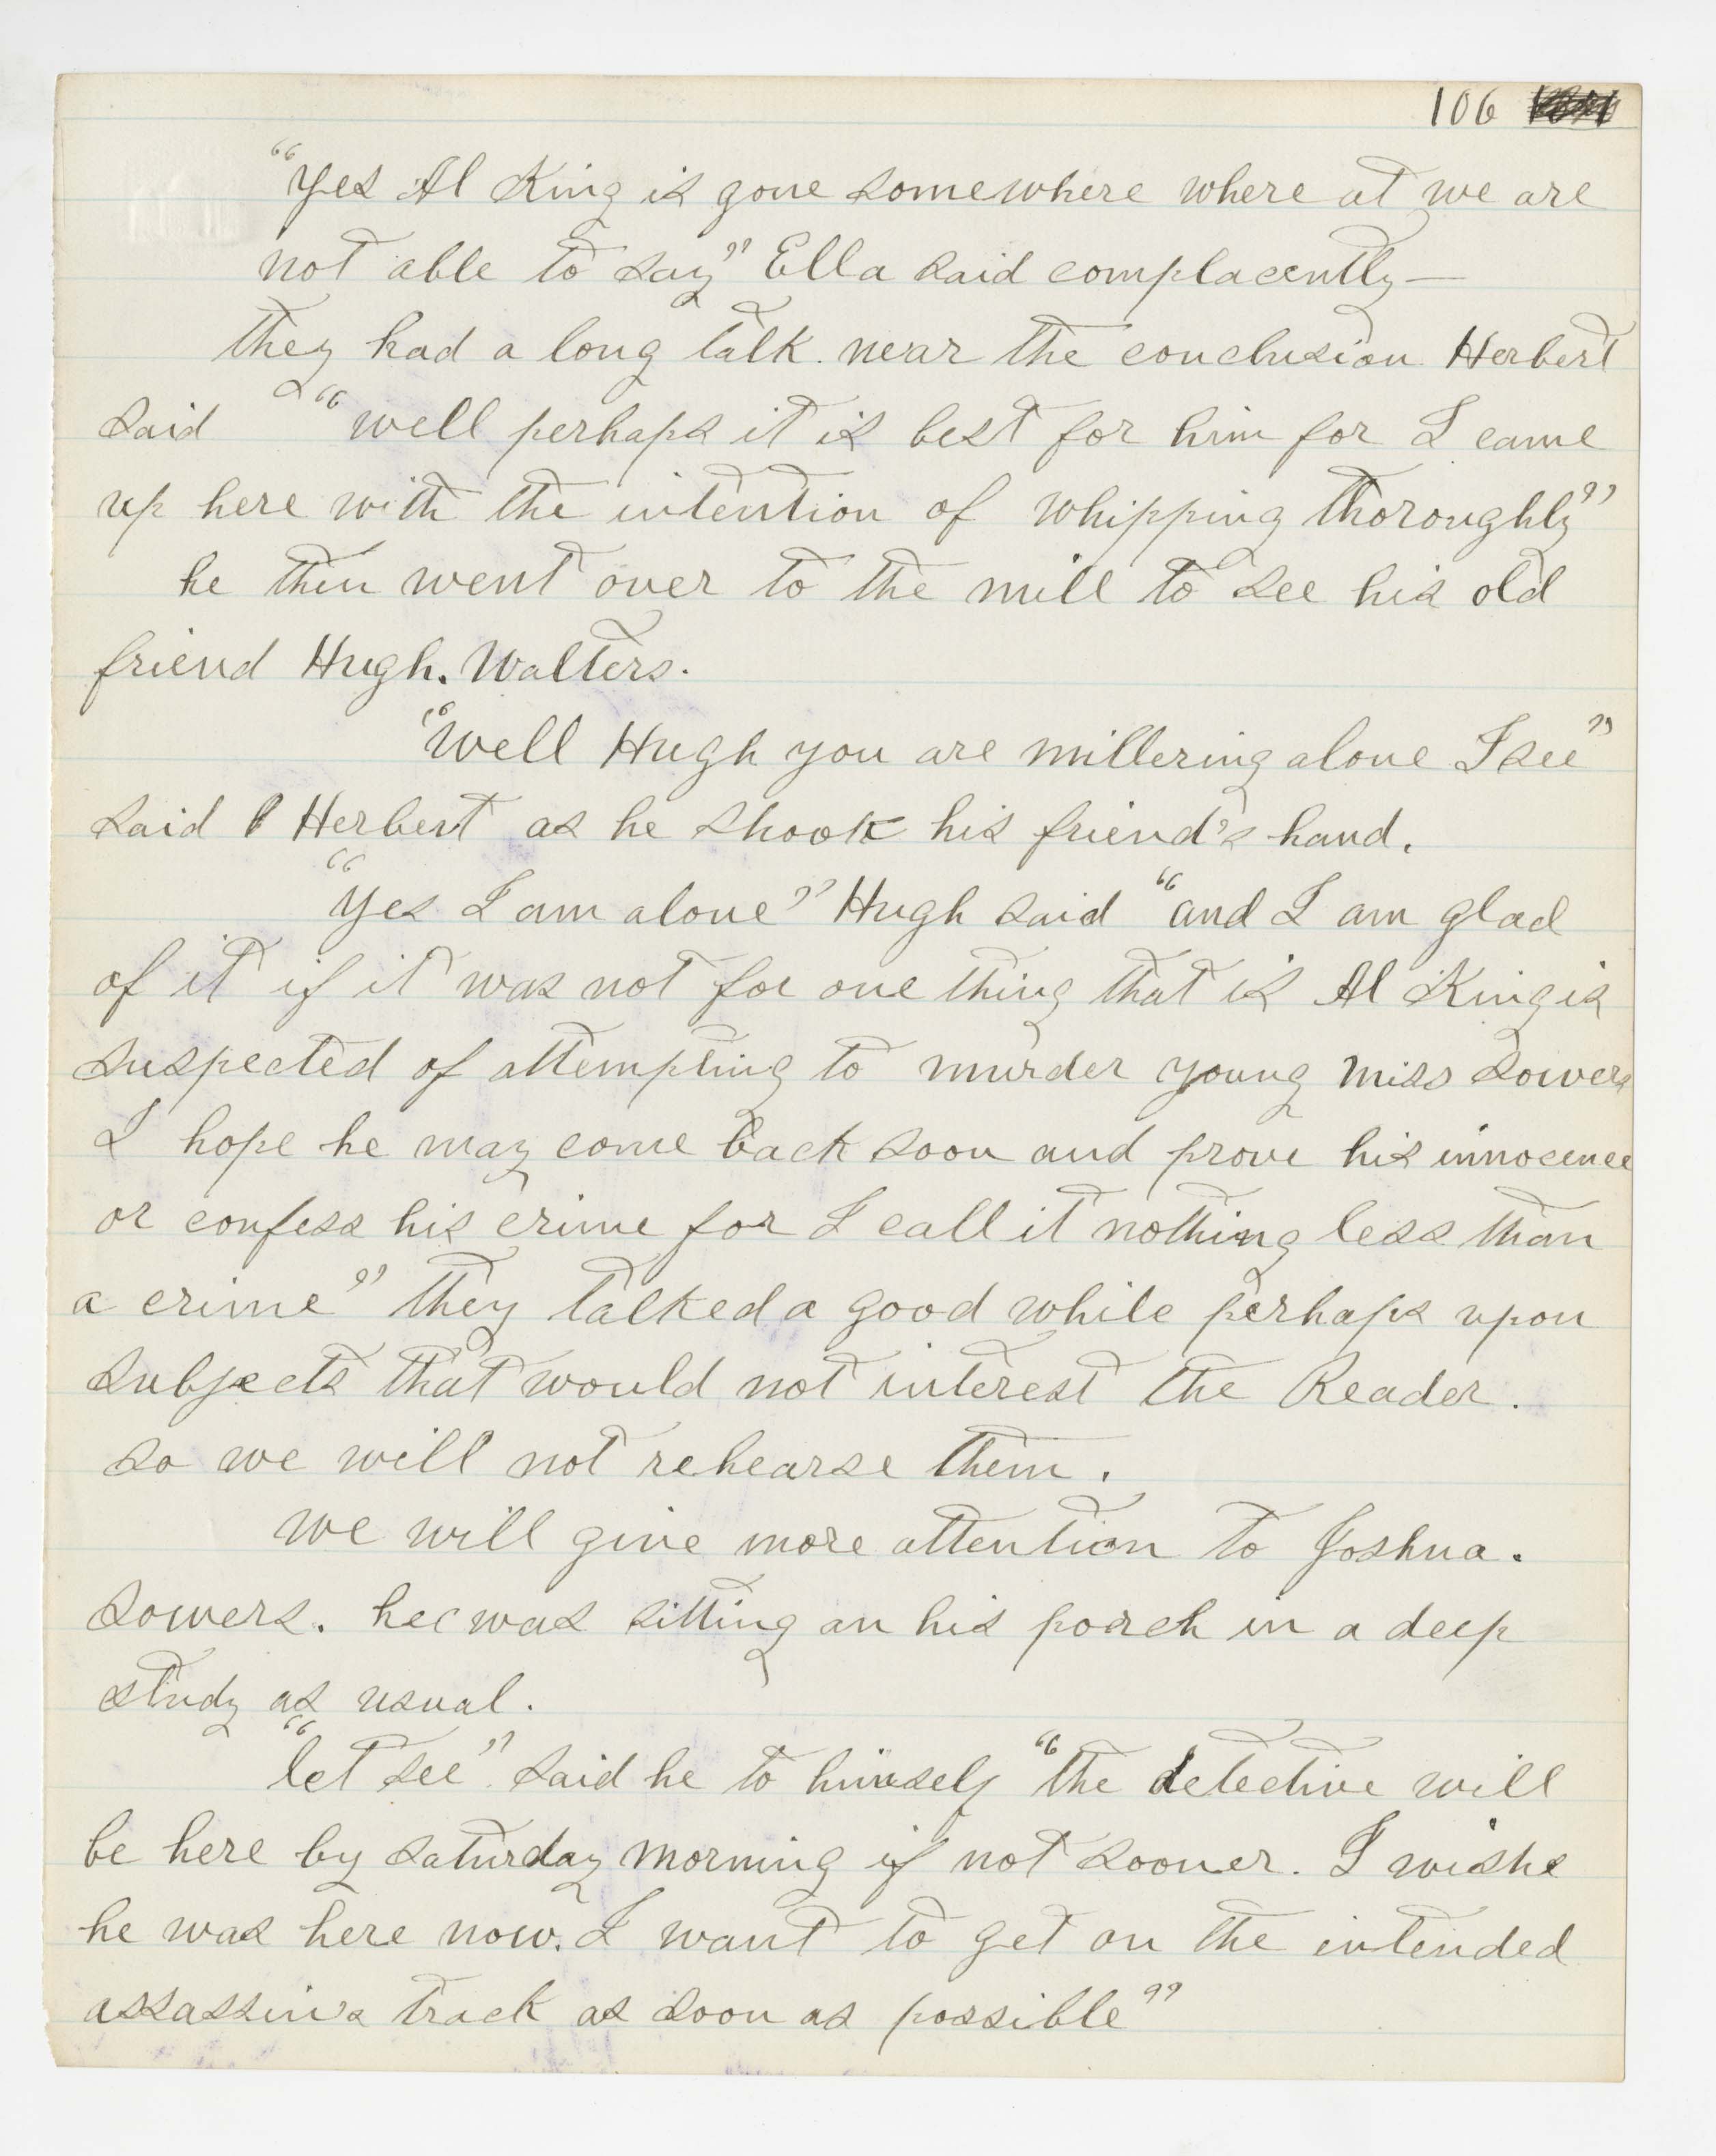 106
"Yes Al King is gone somewhere where at we are
not able to say" Ella said complacently—
they had a long talk. near the conclusion Herbert
said "well perhaps it is best for him for I came
up here with the intention of whipping thoroughly"
he then went over to the mill to see his old
friend Hugh. Walters.
"Well Hugh you are millering alone I see"
said Herbert as he shook his friend's hand.
"Yes I am alone" Hugh said "and I am glad
of it if it was not for one thing that is Al King is
suspected of attempting to murder young miss Sowers
I hope he may come back soon and prove his innocence
or confess his crime for I call it nothing less than
a crime" they talked a good while perhaps upon
subjects that would not interest the Reader.
so we will not rehearse them.
we will give more attention to Joshua.
Sowers. he was sitting on his porch in a deep
study as usual.
"let see". said he to himself "the detective will
be here by saturday morning if not sooner. I wishe
he was here now. I want to get on the intended
assassin's track as soon as possible"